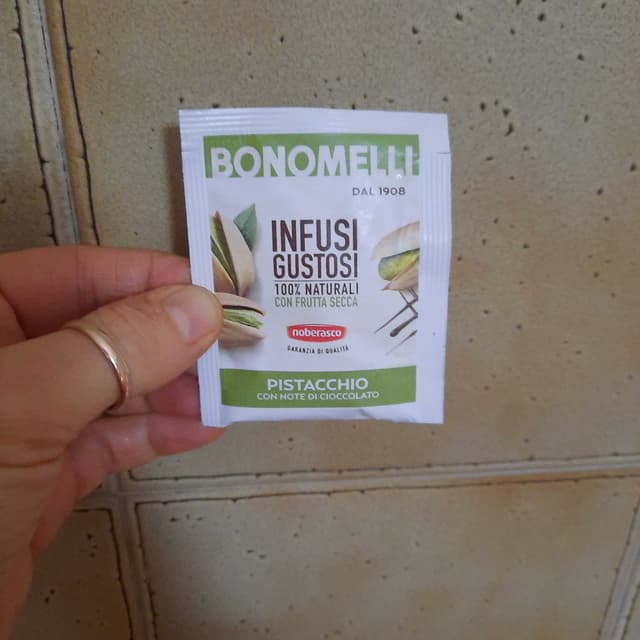 BONOMELLI
DAL 1908
INFUSI
GUSTOSI
100% NATURALI
CON FRUTTA SECCA
noberasco
GARANZIA DI QUALITÀ
PISTACCHIO
CON NOTE DI CIOCCOLATO